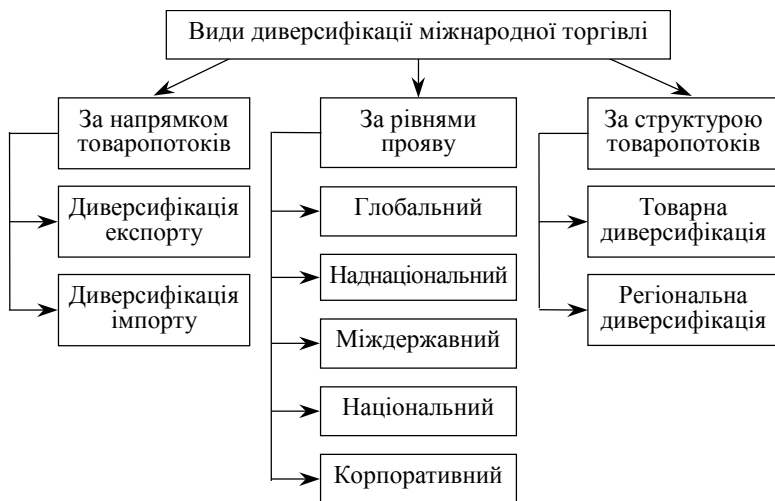 Види диверсифікації міжнародної торгівлі
За напрямком
товаропотоків
Диверсифікація
експорту
Диверсифікація
імпорту
За рівнями
прояву
Глобальний
Наднаціональний
Міждержавний
Національний
Корпоративний
За структурою
товаропотоків
Товарна
диверсифікація
Регіональна
диверсифікація